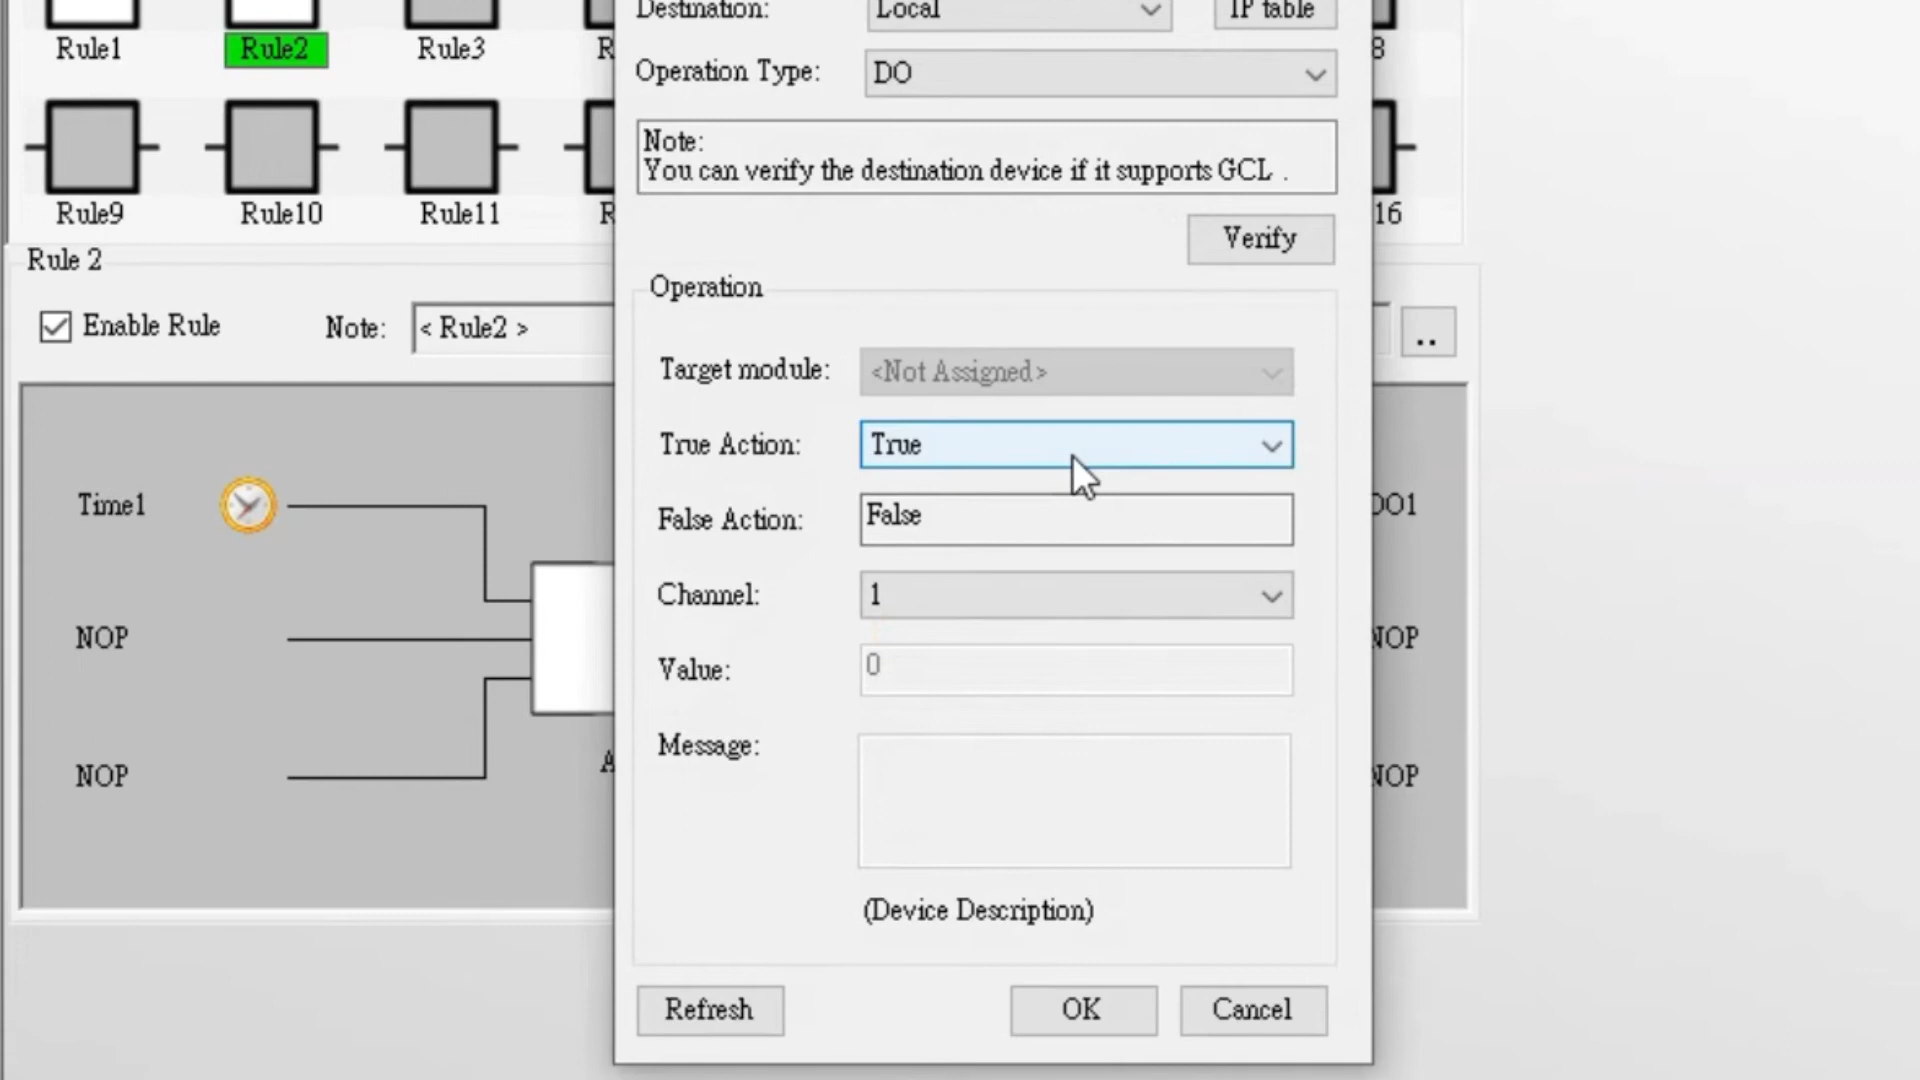 Destination:
Local
IP table
Rule1
Rule2
Rule3
R
8
Operation Type:
DO
Note:
You can verify the destination device if it supports GCL .
Rule9
Rule10
Rule11
R
16
Verify
Rule 2
Operation
Enable Rule
Note:
< Rule2 >
..
Target module:
<Not Assigned>
True Action:
True
Time1
False Action:
False
DO1
Channel:
1
NOP
NOP
Value:
0
Message:
A
NOP
NOP
(Device Description)
Refresh
OK
Cancel